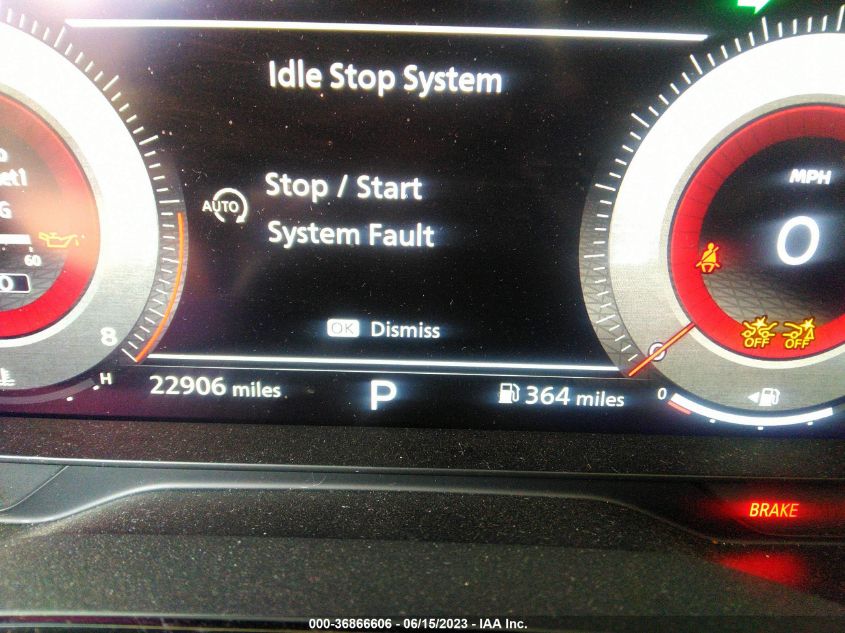 Idle Stop System
AUTO
Stop / Start
System Fault
MPH
0
60
8
OK Dismiss
OFF OFF
H
22906 miles
P
364 miles
0
BRAKE
000-36866606 - 06/15/2023 - IAA Inc.